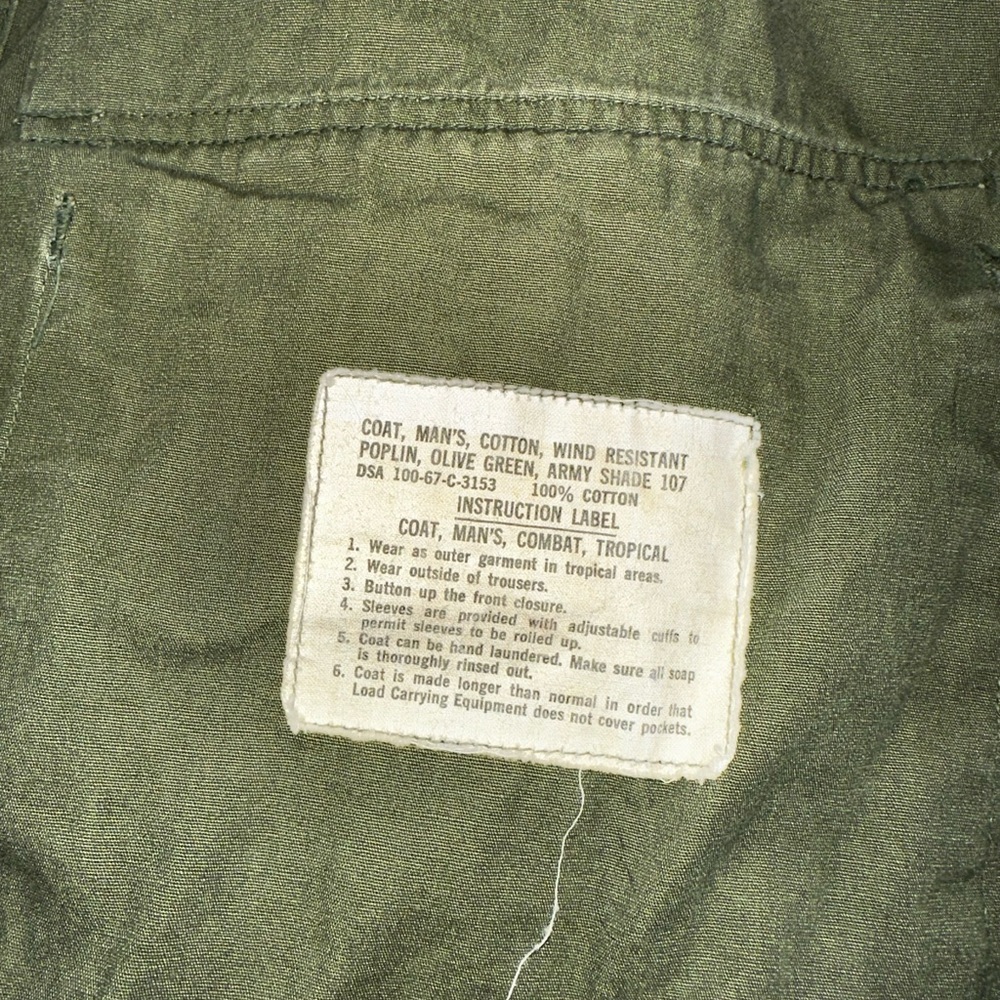 COAT, MAN'S, COTTON, WIND RESISTANT
POPLIN, OLIVE GREEN, ARMY SHADE 107
DSA 100-67-C-3153 100% COTTON
INSTRUCTION LABEL
COAT, MAN'S, COMBAT, TROPICAL
1. Wear as outer garment in tropical areas.
2. Wear outside of trousers.
3. Button up the front closure.
4. Sleeves are provided with adjustable cuffs to
permit sleeves to be rolled up.
5. Coat can be hand laundered. Make sure all soap
is thoroughly rinsed out.
6. Coat is made longer than normal in order that
Load Carrying Equipment does not cover pockets.